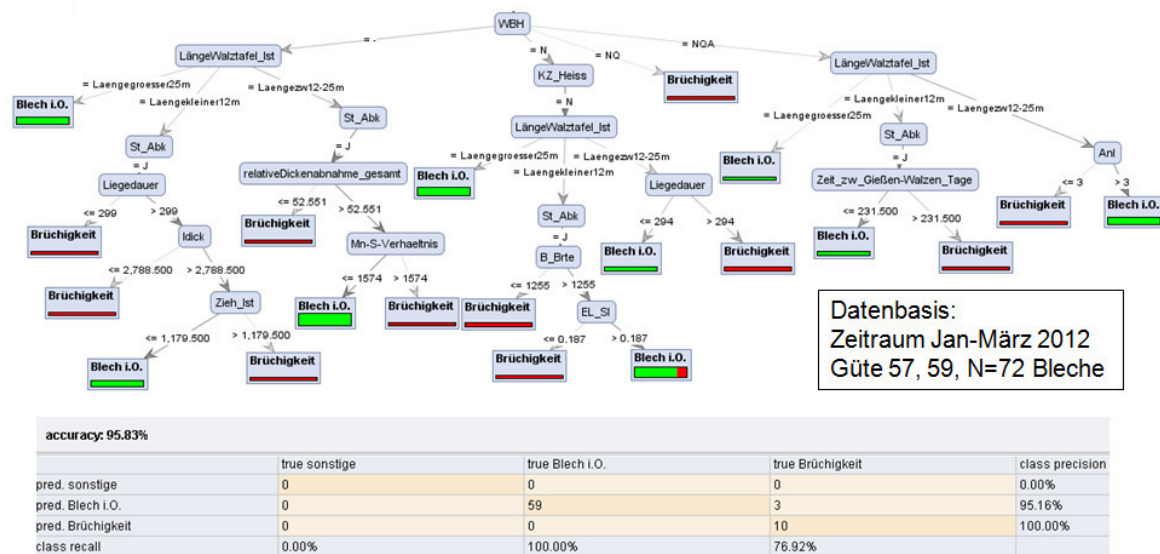 WBH
= -
= N
= NQ
= NQA
LängeWalztafel_Ist
KZ_Heiss
Brüchigkeit
LängeWalztafel_Ist
= Laengegroesser25m
= Laengekleiner12m
= Laengezw12-25m
= N
= Laengegroesser25m
= Laengekleiner12m
= Laengezw12-25m
Blech i.O.
St_Abk
St_Abk
LängeWalztafel_Ist
Blech i.O.
St_Abk
Anl
= J
= J
= Laengegroesser25m
= Laengekleiner12m
= Laengezw12-25m
= J
<= 3
> 3
Liegedauer
relativeDickenabnahme_gesamt
Blech i.O.
St_Abk
Liegedauer
Zeit_zw_Gießen-Walzen_Tage
Brüchigkeit
Blech i.O.
<= 299
> 299
<= 52.551
> 52.551
= J
<= 294
> 294
<= 231.500
> 231.500
Brüchigkeit
Idick
Brüchigkeit
Mn-S-Verhaeltnis
B_Brte
Blech i.O.
Brüchigkeit
Blech i.O.
Brüchigkeit
<= 2,788.500
> 2,788.500
<= 1574
> 1574
<= 1255
> 1255
Brüchigkeit
Zieh_Ist
Blech i.O.
Brüchigkeit
Brüchigkeit
EL_SI
<= 1,179.500
> 1,179.500
<= 0.187
> 0.187
Blech i.O.
Brüchigkeit
Brüchigkeit
Blech i.O.
Datenbasis:
Zeitraum Jan-März 2012
Güte 57, 59, N=72 Bleche
accuracy: 95.83%
true sonstige true Blech i.O. true Brüchigkeit class precision
pred. sonstige 0 0 0 0.00%
pred. Blech i.O. 0 59 3 95.16%
pred. Brüchigkeit 0 0 10 100.00%
class recall 0.00% 100.00% 76.92%